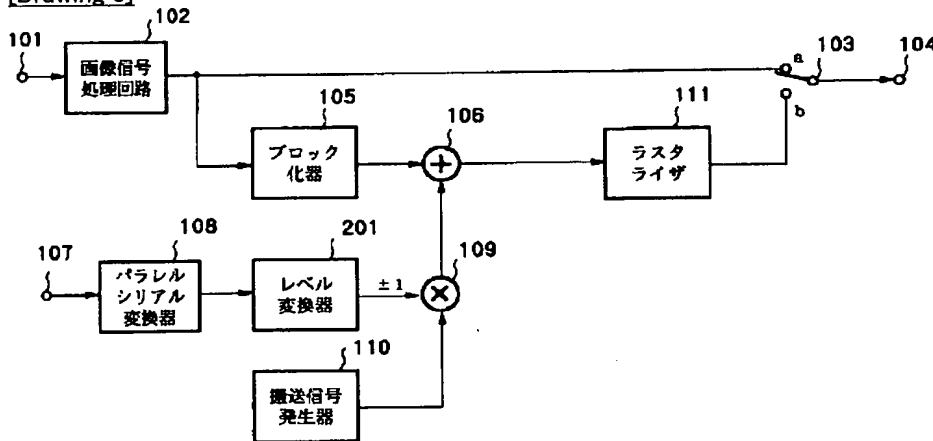 [Drawing
102
101
画像信号
処理回路
a
103
104
b
105
106
111
ブロック
化器
+
ラスタ
ライザ
107
108
201
109
パラレル
シリアル
変換器
レベル
変換器
±1
×
110
搬送信号
発生器